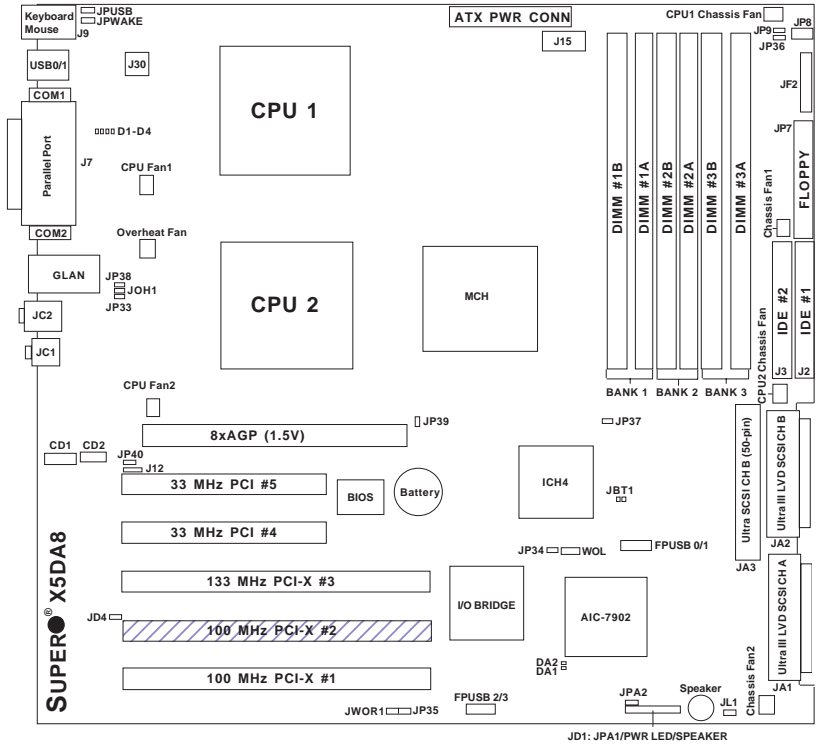 Keyboard
Mouse
J9
JPUSB
JPWAKE
ATX PWR CONN
J15
CPU1 Chassis Fan
JP9
JP36
JP8
USB0/1
J30
JF2
COM1
Parallel Port
J7
D1-D4
CPU Fan1
CPU 1
DIMM #1B
DIMM #1A
DIMM #2B
DIMM #2A
DIMM #3B
DIMM #3A
JP7
FLOPPY
Chassis Fan1
COM2
Overheat Fan
GLAN
JP38
JOH1
JP33
CPU 2
MCH
IDE #2
J3
IDE #1
J2
JC2
JC1
CPU2 Chassis Fan
BANK 1
BANK 2
BANK 3
CPU Fan2
8xAGP (1.5V)
JP39
JP37
CD1
CD2
JP40
J12
33 MHz PCI #5
BIOS
Battery
ICH4
JBT1
Ultra SCSI CH B (50-pin)
JA3
Ultra III LVD SCSI CH B
JA2
33 MHz PCI #4
JP34
WOL
FPUSB 0/1
133 MHz PCI-X #3
I/O BRIDGE
AIC-7902
Ultra III LVD SCSI CH A
JA1
JD4
100 MHz PCI-X #2
DA2
DA1
100 MHz PCI-X #1
SUPER® X5DA8
JWOR1
JP35
FPUSB 2/3
JPA2
Speaker
JL1
Chassis Fan2
JD1: JPA1/PWR LED/SPEAKER